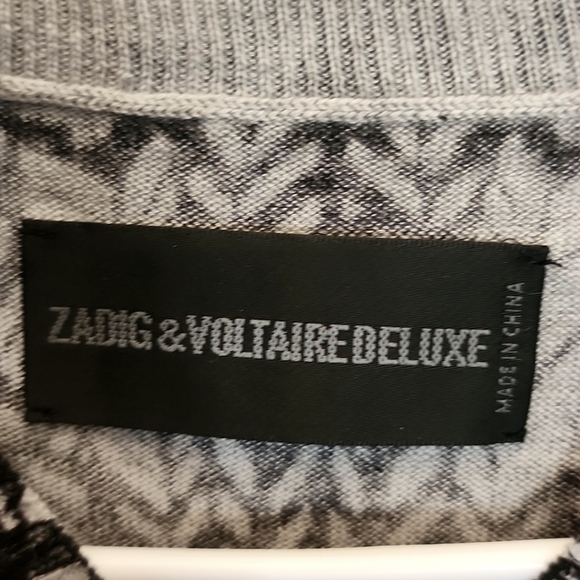 ZADIG & VOLTAIRE DELUXE
MADE IN CHINA